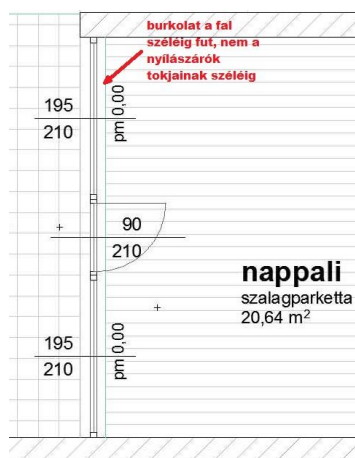 burkolat a fal
széléig fut, nem a
nyílászárók
tokjainak széléig
195
210
pm 0,00
90
210
nappali
szalagparketta
20,64 m²
195
210
pm 0,00